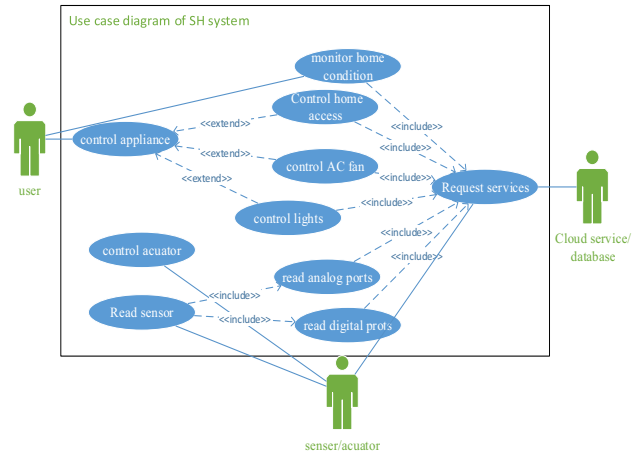 Use case diagram of SH system
monitor home
condition
Control home
access
<<extend>>
<<include>>
control appliance
<<include>>
<<extend>>
control AC fan
<<include>>
<<extend>>
Request services
user
<<include>>
control lights
Cloud service/
database
control acuator
<<include>>
<<include>>
read analog ports
<<include>>
Read sensor
<<include>>
read digital prots
senser/acuator